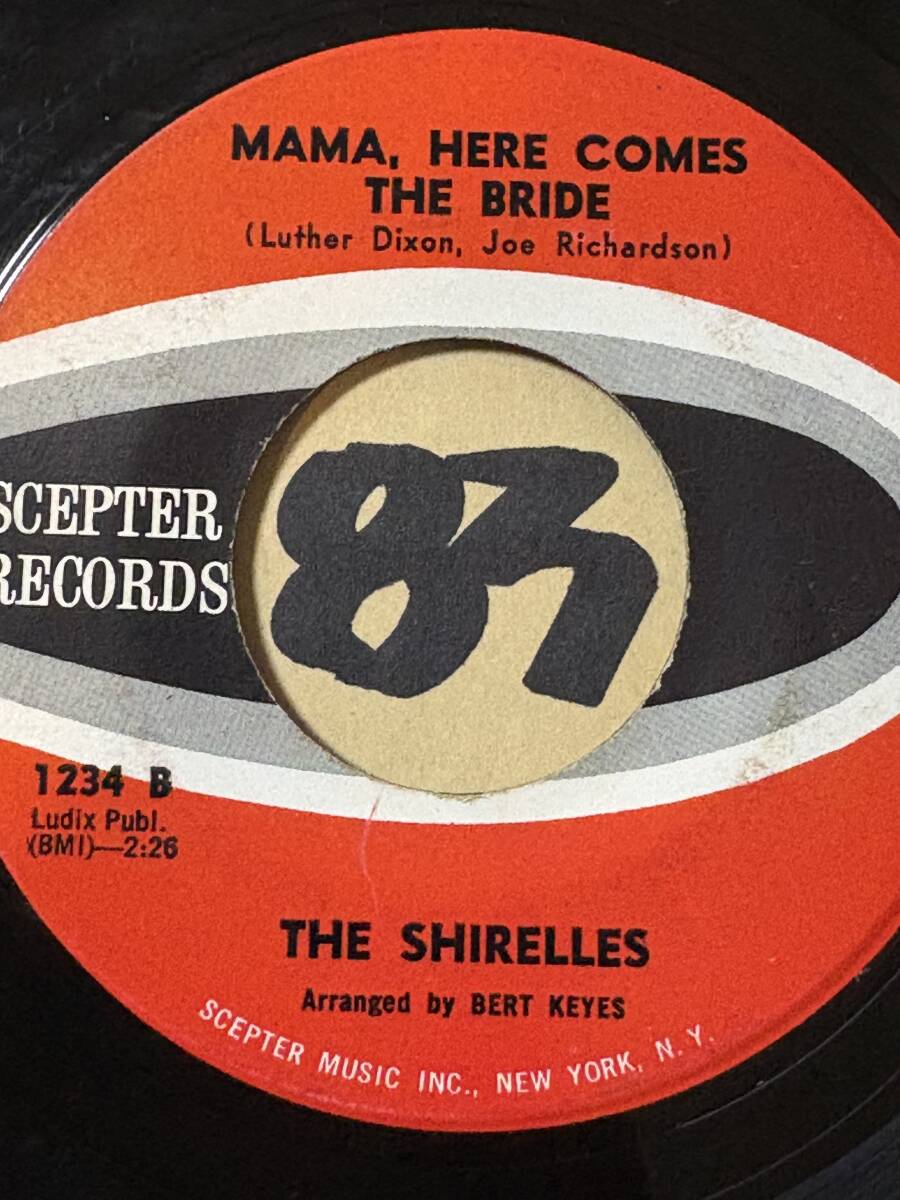 MAMA, HERE COMES
THE BRIDE
(Luther Dixon, Joe Richardson)
SCEPTER
RECORDS
87
1234 B
Ludix Publ.
(BMI)—2:26
THE SHIRELLES
Arranged by BERT KEYES
SCEPTER MUSIC INC., NEW YORK, N. Y.